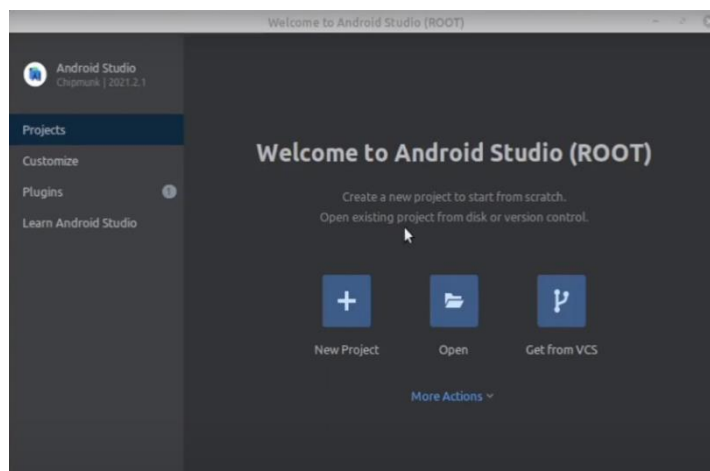 Welcome to Android Studio (ROOT)
Android Studio
Chipmunk | 2021.2.1
Projects
Customize
Plugins
1
Learn Android Studio
Welcome to Android Studio (ROOT)
Create a new project to start from scratch.
Open existing project from disk or version control.
New Project
Open
Get from VCS
More Actions